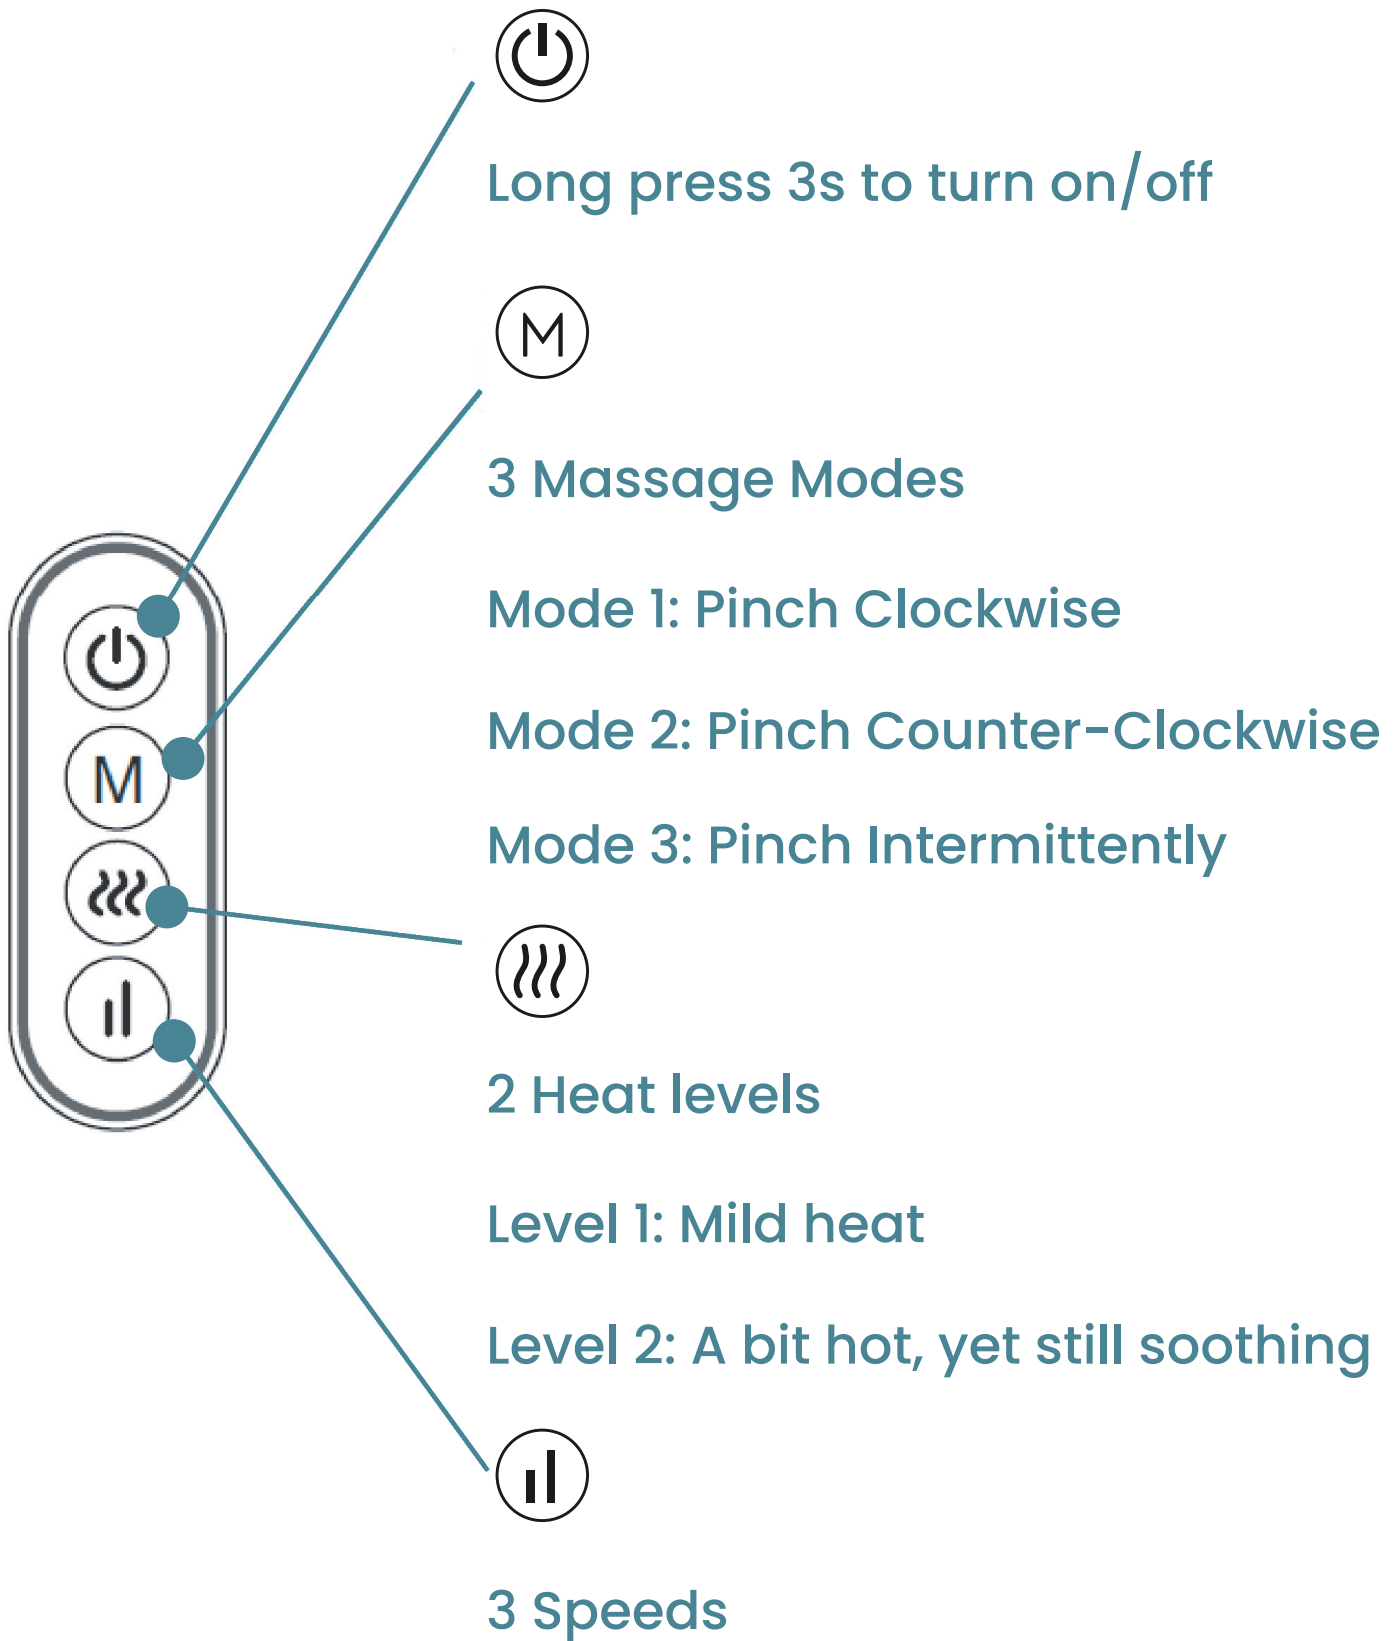 Long press 3s to turn on/off
M
3 Massage Modes
Mode 1: Pinch Clockwise
Mode 2: Pinch Counter-Clockwise
Mode 3: Pinch Intermittently
M
2 Heat levels
Level 1: Mild heat
Level 2: A bit hot, yet still soothing
3 Speeds